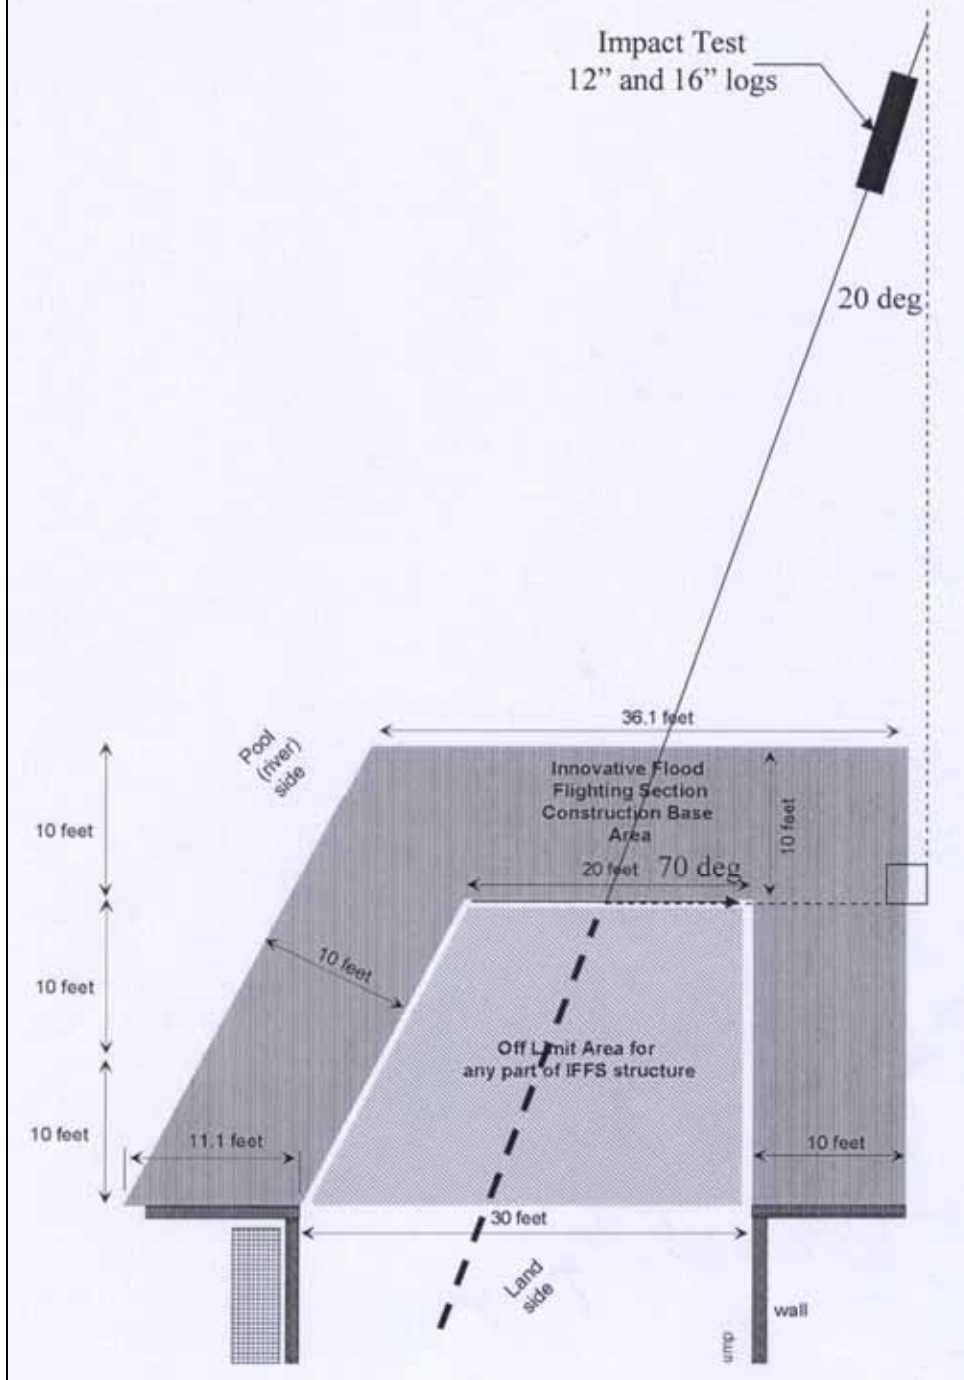 Impact Test
12” and 16” logs
20 deg
36.1 feet
Pool
(river)
side
Innovative Flood
Flighting Section
Construction Base
Area
10 feet
10 feet
20 feet
70 deg
10 feet
10 feet
Off Limit Area for
any part of IFFS structure
10 feet
11.1 feet
10 feet
30 feet
Land
side
wall
ump